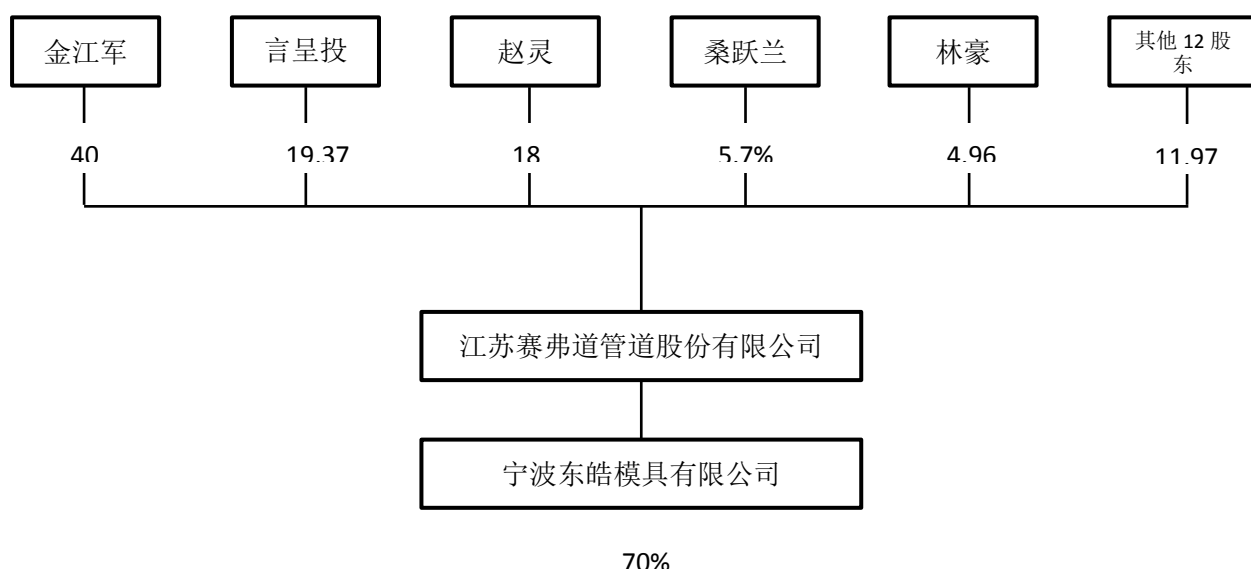 金江军
言呈投
赵灵
桑跃兰
林豪
其他 12 股
东
40
19.37
18
5.7%
4.96
11.97
江苏赛弗道管道股份有限公司
宁波东皓模具有限公司
70%